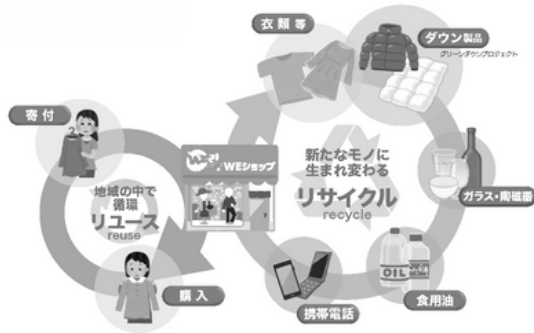 衣類等
ダウン製品
グリーンダウンプロジェクト
寄付
WE21
WEショップ
地域の中で
循環
リユース
reuse
新たなモノに
生まれ変わる
リサイクル
recycle
ガラス・陶磁器
OIL
購入
携帯電話
食用油